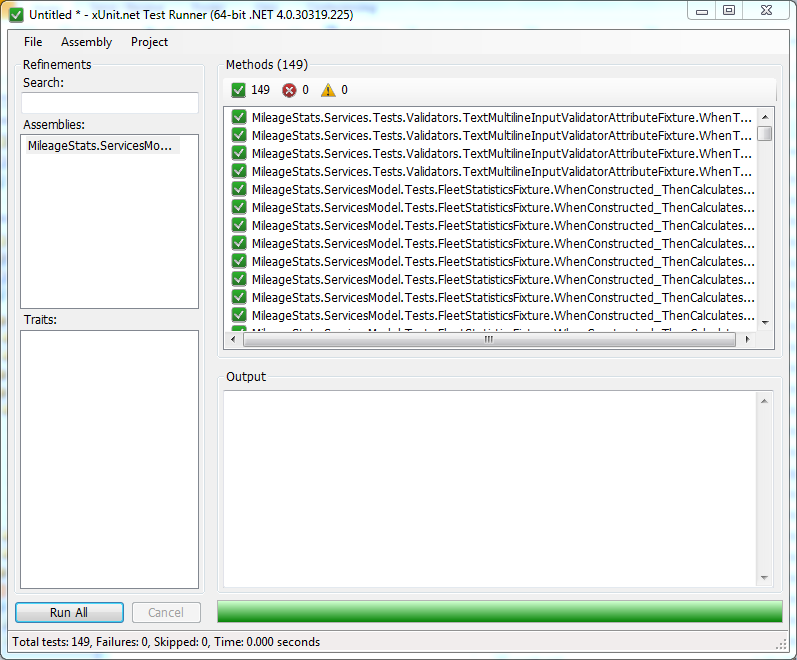 Untitled * - xUnit.net Test Runner (64-bit .NET 4.0.30319.225)
File Assembly Project
Refinements
Search:
Assemblies:
MileageStats.ServicesMo...
Traits:
Run All Cancel
Methods (149)
149 0 0
MileageStats.Services.Tests.Validators.TextMultilineInputValidatorAttributeFixture.WhenT...
MileageStats.Services.Tests.Validators.TextMultilineInputValidatorAttributeFixture.WhenT...
MileageStats.Services.Tests.Validators.TextMultilineInputValidatorAttributeFixture.WhenT...
MileageStats.Services.Tests.Validators.TextMultilineInputValidatorAttributeFixture.WhenT...
MileageStats.ServicesModel.Tests.FleetStatisticsFixture.WhenConstructed_ThenCalculates...
MileageStats.ServicesModel.Tests.FleetStatisticsFixture.WhenConstructed_ThenCalculates...
MileageStats.ServicesModel.Tests.FleetStatisticsFixture.WhenConstructed_ThenCalculates...
MileageStats.ServicesModel.Tests.FleetStatisticsFixture.WhenConstructed_ThenCalculates...
MileageStats.ServicesModel.Tests.FleetStatisticsFixture.WhenConstructed_ThenCalculates...
MileageStats.ServicesModel.Tests.FleetStatisticsFixture.WhenConstructed_ThenCalculates...
MileageStats.ServicesModel.Tests.FleetStatisticsFixture.WhenConstructed_ThenCalculates...
MileageStats.ServicesModel.Tests.FleetStatisticsFixture.WhenConstructed_ThenCalculates...
MileageStats.ServicesModel.Tests.FleetStatisticsFixture.WhenConstructed_ThenCalculates
Output
Total tests: 149, Failures: 0, Skipped: 0, Time: 0.000 seconds